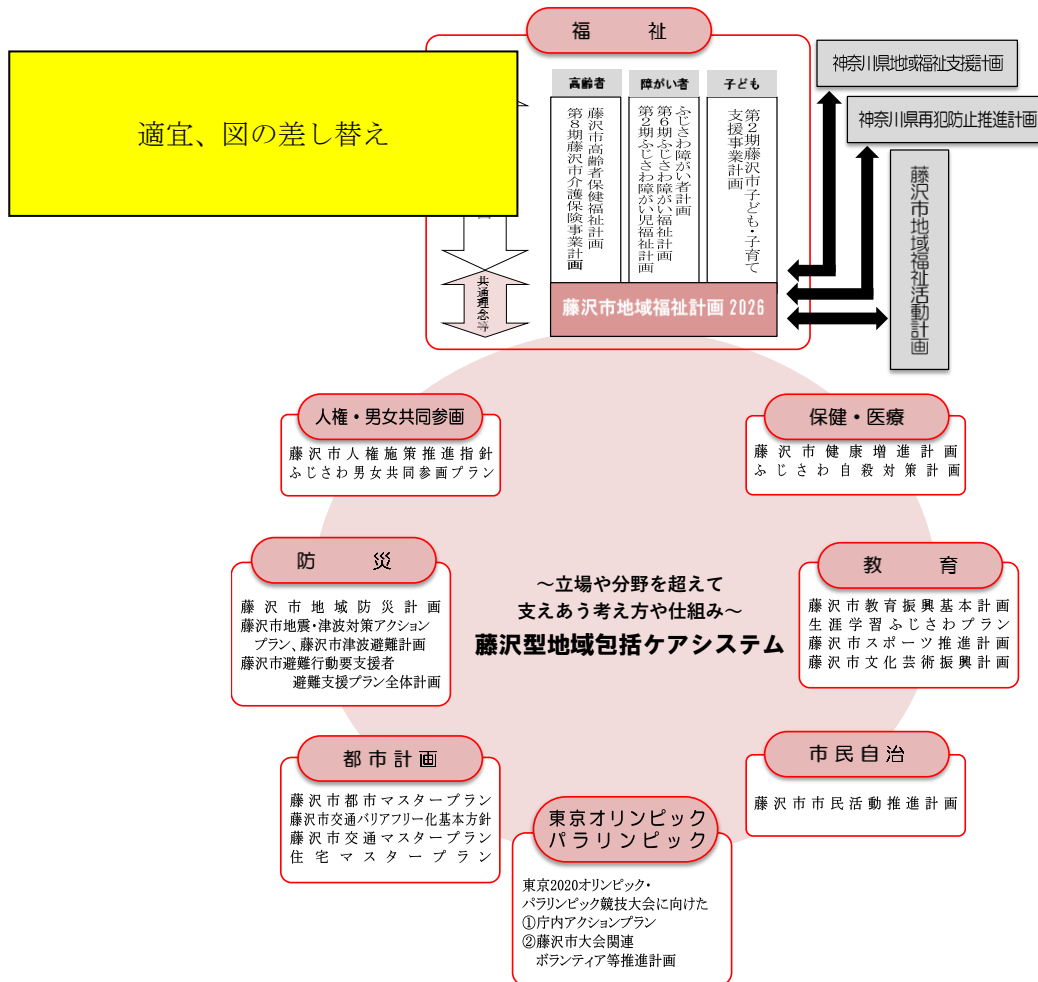 福　　祉
適宜、図の差し替え
高齢者
障がい者
子ども
藤沢市高齢者保健福祉計画
第8期藤沢市介護保険事業計画
ふじさわ障がい者計画
第6期ふじさわ障がい福祉計画
第2期ふじさわ障がい児福祉計画
第2期藤沢市子ども・子育て
支援事業計画
藤沢市地域福祉計画 2026
神奈川県地域福祉支援計画
神奈川県再犯防止推進計画
藤沢市地域福祉活動計画
人権・男女共同参画
藤沢市人権施策推進指針
ふじさわ男女共同参画プラン
保健・医療
藤沢市健康増進計画
ふじさわ自殺対策計画
防　　災
藤沢市地域防災計画
藤沢市地震・津波対策アクション
プラン、藤沢市津波避難計画
藤沢市避難行動要支援者
避難支援プラン全体計画
～立場や分野を超えて
支えあう考え方や仕組み～
藤沢型地域包括ケアシステム
教　　育
藤沢市教育振興基本計画
生涯学習ふじさわプラン
藤沢市スポーツ推進計画
藤沢市文化芸術振興計画
都市計画
藤沢市都市マスタープラン
藤沢市交通バリアフリー化基本方針
藤沢市交通マスタープラン
住宅マスタープラン
東京オリンピック
パラリンピック
東京2020オリンピック・
パラリンピック競技大会に向けた
①庁内アクションプラン
②藤沢市大会関連
ボランティア等推進計画
市民自治
藤沢市市民活動推進計画